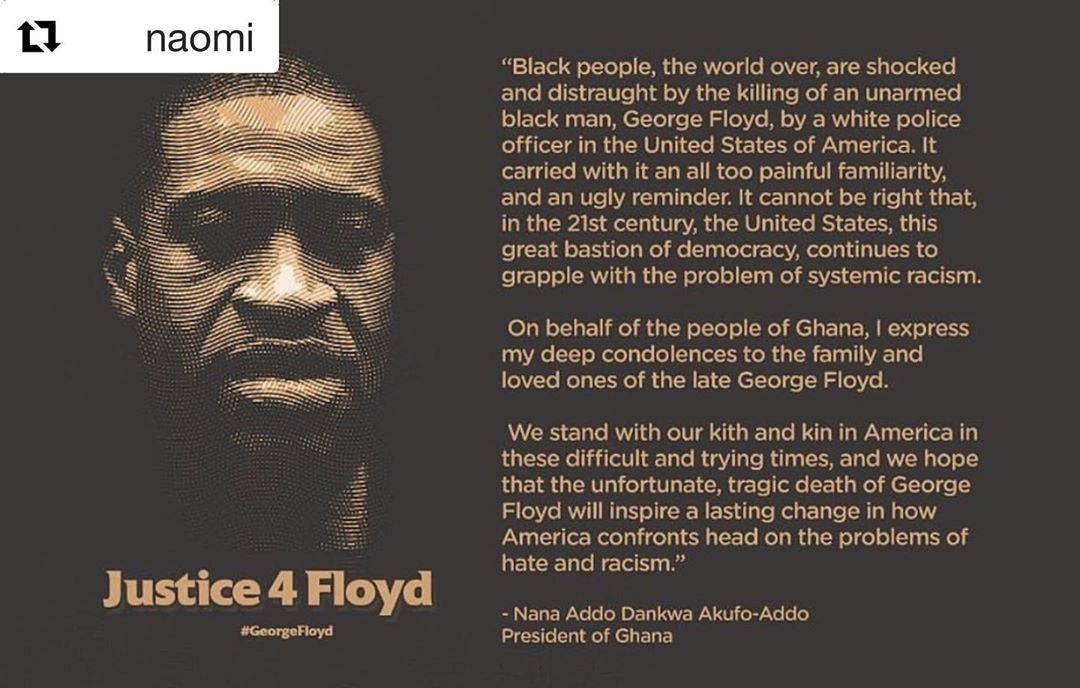 naomi
“Black people, the world over, are shocked
and distraught by the killing of an unarmed
black man, George Floyd, by a white police
officer in the United States of America. It
carried with it an all too painful familiarity,
and an ugly reminder. It cannot be right that,
in the 21st century, the United States, this
great bastion of democracy, continues to
grapple with the problem of systemic racism.
On behalf of the people of Ghana, I express
my deep condolences to the family and
loved ones of the late George Floyd.
We stand with our kith and kin in America in
these difficult and trying times, and we hope
that the unfortunate, tragic death of George
Floyd will inspire a lasting change in how
America confronts head on the problems of
hate and racism.”
- Nana Addo Dankwa Akufo-Addo
President of Ghana
Justice 4 Floyd
#GeorgeFloyd